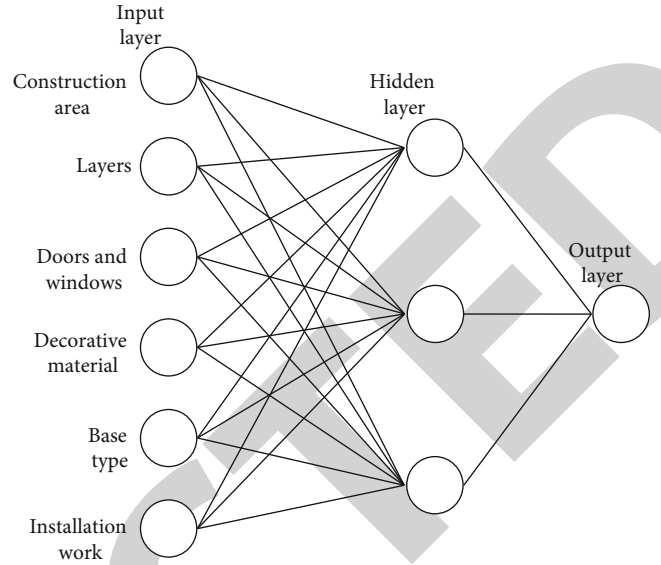 Input
layer
Construction
area
Layers
Doors and
windows
Decorative
material
Base
type
Installation
work
Hidden
layer
Output
layer